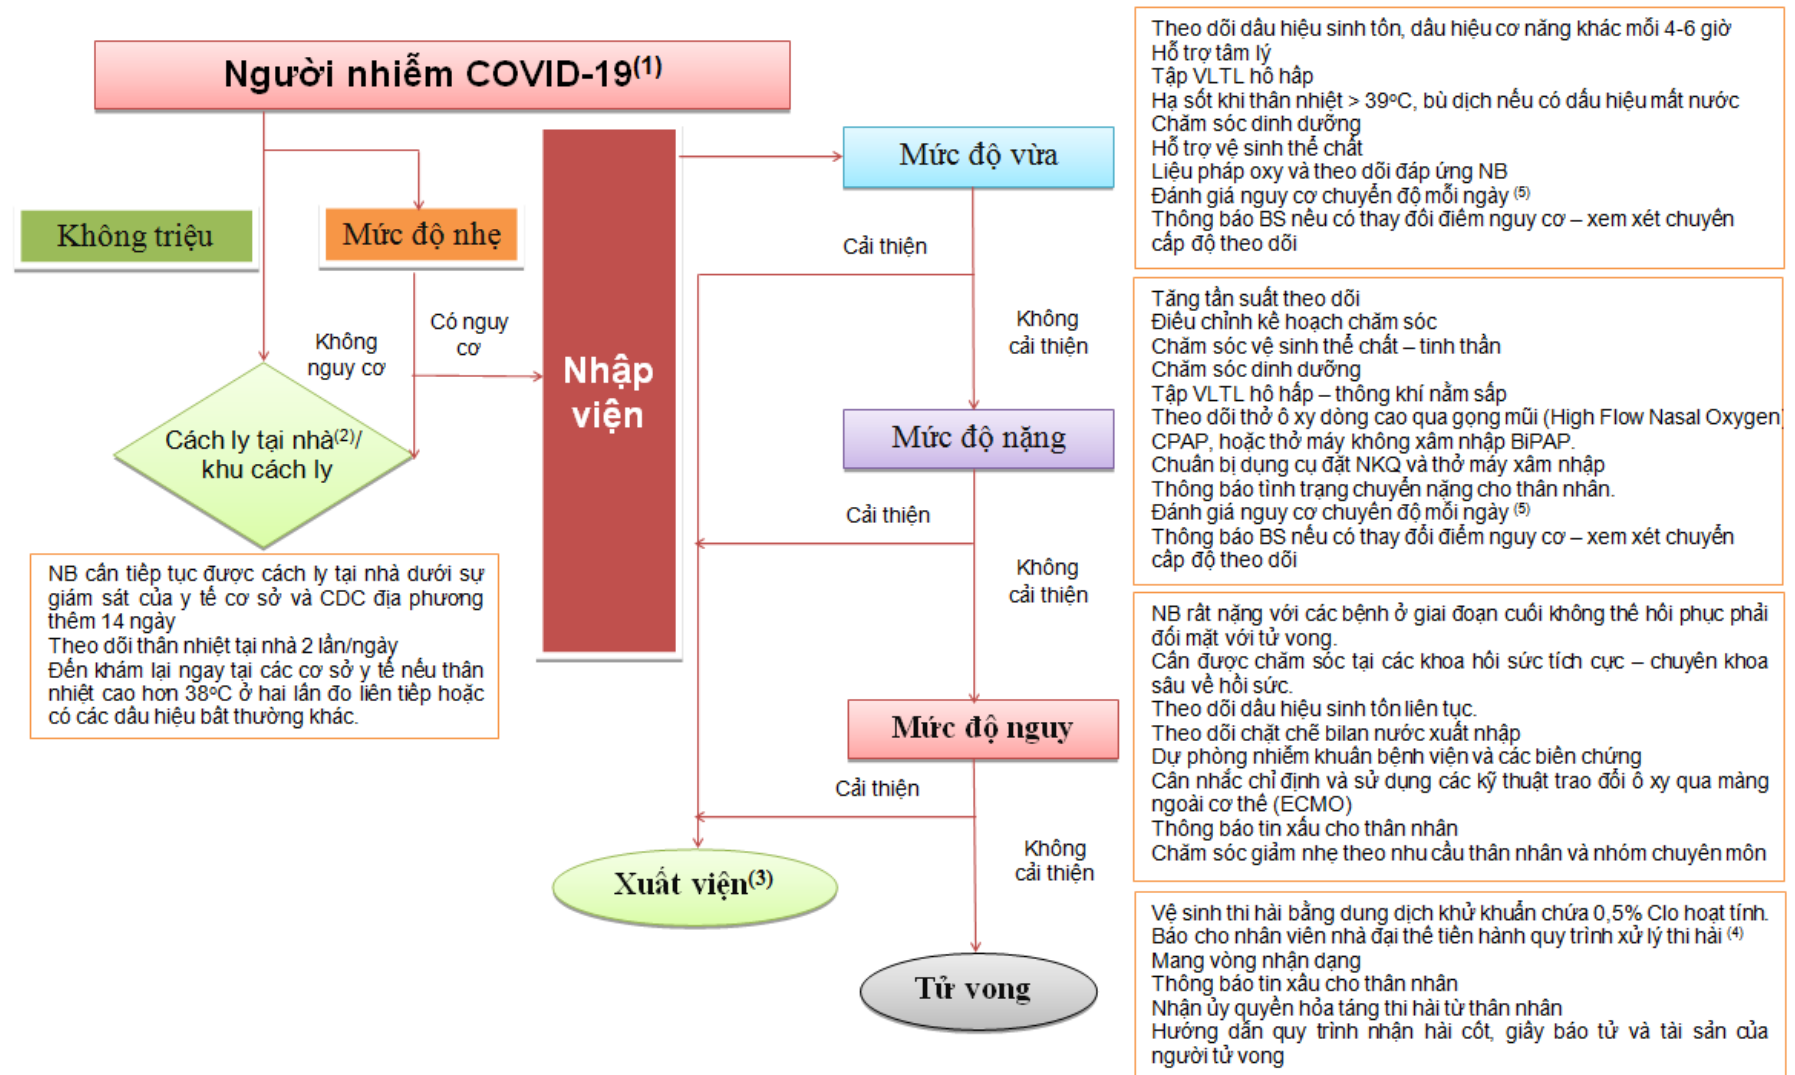 Người nhiễm COVID-19(1)
Không triệu
Mức độ nhẹ
Không
nguy cơ
Có nguy
cơ
Cách ly tại nhà(2)/
khu cách ly
NB cần tiếp tục được cách ly tại nhà dưới sự
giám sát của y tế cơ sở và CDC địa phương
thêm 14 ngày
Theo dõi thân nhiệt tại nhà 2 lần/ngày
Đến khám lại ngay tại các cơ sở y tế nếu thân
nhiệt cao hơn 38oC ở hai lần đo liên tiếp hoặc
có các dấu hiệu bất thường khác.
Nhập
viện
Mức độ vừa
Cải thiện
Không
cải thiện
Mức độ nặng
Cải thiện
Không
cải thiện
Mức độ nguy
Cải thiện
Không
cải thiện
Xuất viện(3)
Tử vong
Theo dõi dấu hiệu sinh tồn, dấu hiệu cơ năng khác mỗi 4-6 giờ
Hỗ trợ tâm lý
Tập VLTL hô hấp
Hạ sốt khi thân nhiệt > 39oC, bù dịch nếu có dấu hiệu mất nước
Chăm sóc dinh dưỡng
Hỗ trợ vệ sinh thể chất
Liệu pháp oxy và theo dõi đáp ứng NB
Đánh giá nguy cơ chuyển độ mỗi ngày (5)
Thông báo BS nếu có thay đổi điểm nguy cơ – xem xét chuyển
cấp độ theo dõi
Tăng tần suất theo dõi
Điều chỉnh kế hoạch chăm sóc
Chăm sóc vệ sinh thể chất – tinh thần
Chăm sóc dinh dưỡng
Tập VLTL hô hấp – thông khí nằm sấp
Theo dõi thở ô xy dòng cao qua gọng mũi (High Flow Nasal Oxygen)
CPAP, hoặc thở máy không xâm nhập BiPAP.
Chuẩn bị dụng cụ đặt NKQ và thở máy xâm nhập
Thông báo tình trạng chuyển nặng cho thân nhân.
Đánh giá nguy cơ chuyển độ mỗi ngày (5)
Thông báo BS nếu có thay đổi điểm nguy cơ – xem xét chuyển
cấp độ theo dõi
NB rất nặng với các bệnh ở giai đoạn cuối không thể hồi phục phải
đối mặt với tử vong.
Cần được chăm sóc tại các khoa hồi sức tích cực – chuyên khoa
sâu về hồi sức.
Theo dõi dấu hiệu sinh tồn liên tục.
Theo dõi chặt chẽ bilan nước xuất nhập
Dự phòng nhiễm khuẩn bệnh viện và các biến chứng
Cân nhắc chỉ định và sử dụng các kỹ thuật trao đổi ô xy qua màng
ngoài cơ thể (ECMO)
Thông báo tin xấu cho thân nhân
Chăm sóc giảm nhẹ theo nhu cầu thân nhân và nhóm chuyên môn
Vệ sinh thi hài bằng dung dịch khử khuẩn chứa 0,5% Clo hoạt tính.
Báo cho nhân viên nhà đại thể tiến hành quy trình xử lý thi hài (4)
Mang vòng nhận dạng
Thông báo tin xấu cho thân nhân
Nhận ủy quyền hỏa táng thi hài từ thân nhân
Hướng dẫn quy trình nhận hài cốt, giấy báo tử và tài sản của
người tử vong